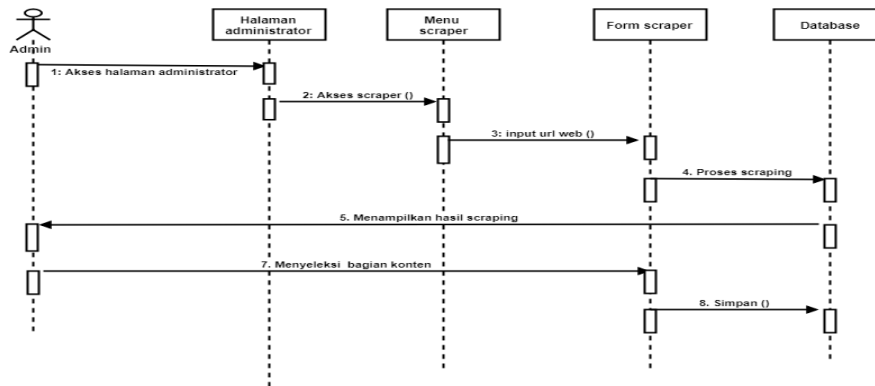 Halaman
administrator
Menu
scraper
Form scraper
Database
Admin
1: Akses halaman administrator
2: Akses scraper ()
3: input url web ()
4. Proses scraping
5. Menampilkan hasil scraping
7. Menyeleksi bagian konten
8. Simpan ()